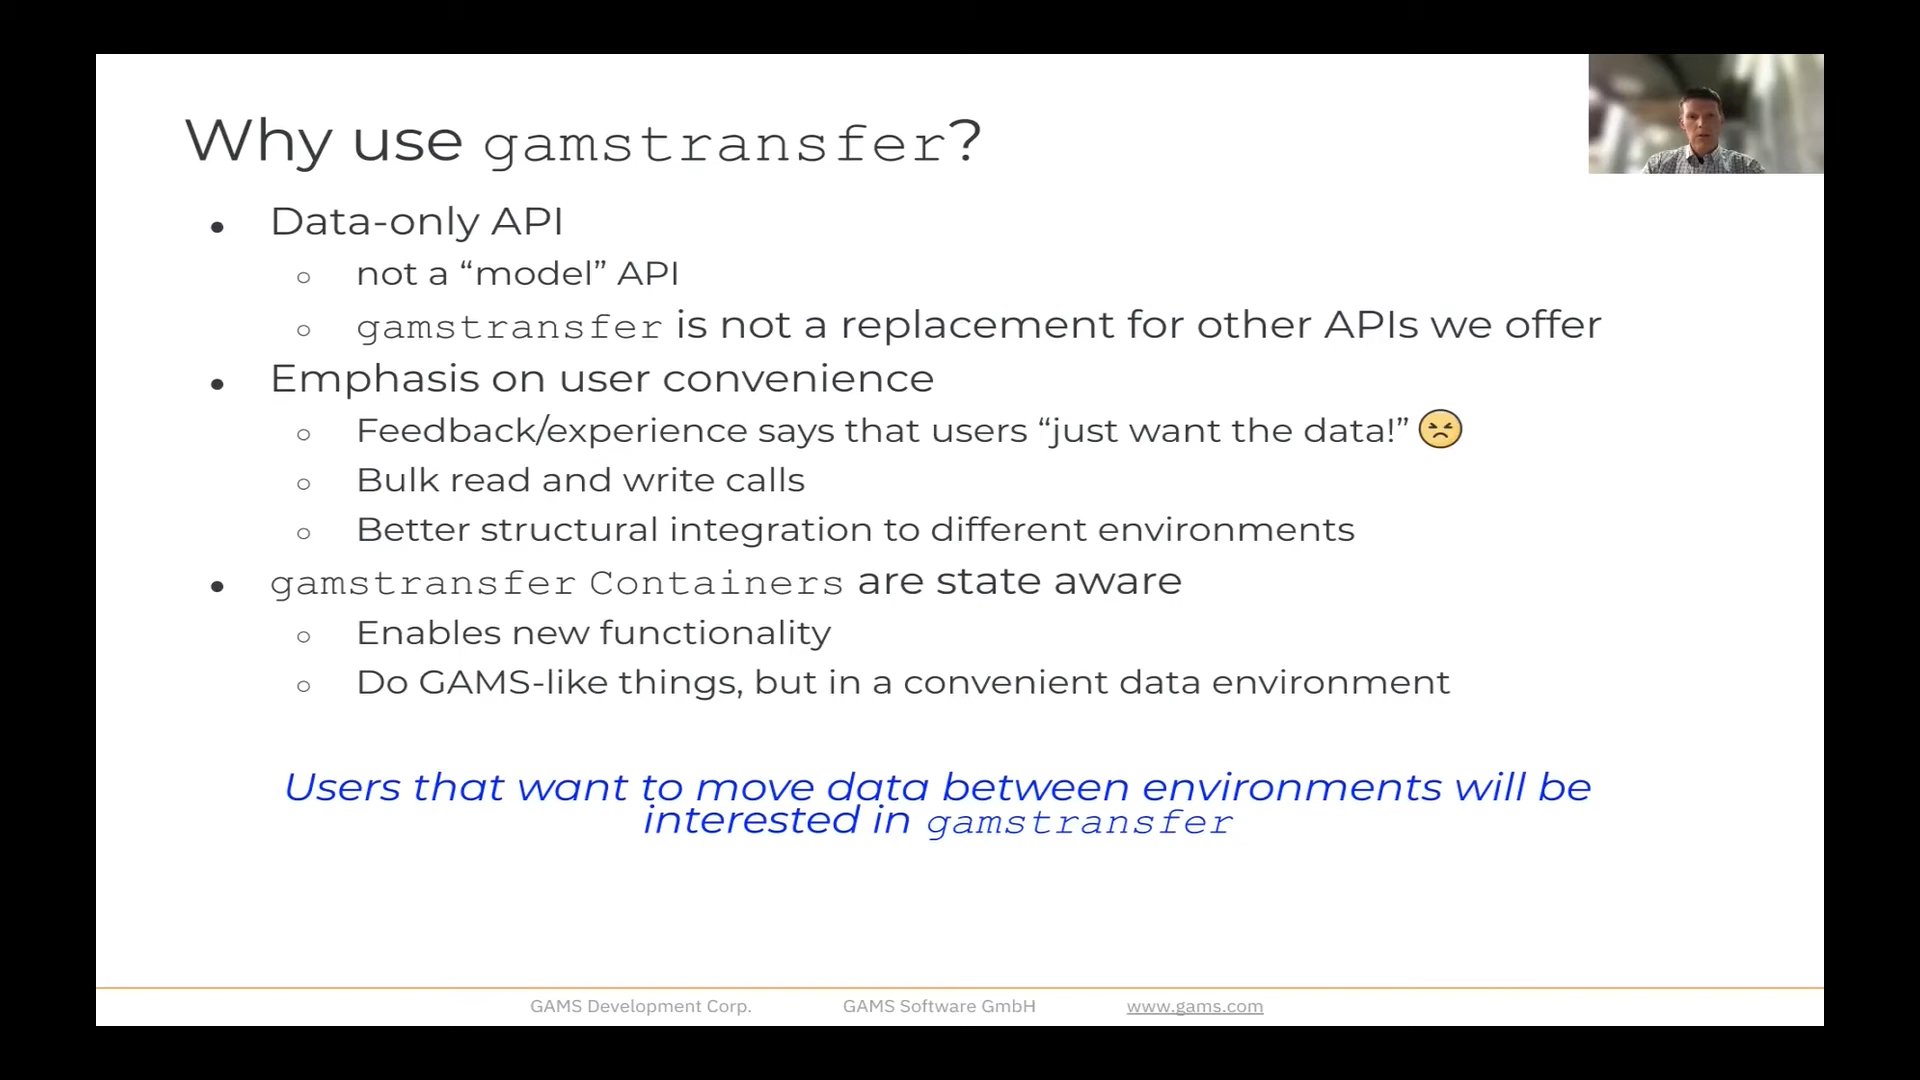 Why use gamstransfer?
● Data-only API
○ not a “model” API
○ gamstransfer is not a replacement for other APIs we offer
● Emphasis on user convenience
○ Feedback/experience says that users “just want the data!” 😣
○ Bulk read and write calls
○ Better structural integration to different environments
● gamstransfer Containers are state aware
○ Enables new functionality
○ Do GAMS-like things, but in a convenient data environment
Users that want to move data between environments will be
interested in gamstransfer
GAMS Development Corp. GAMS Software GmbH www.gams.com